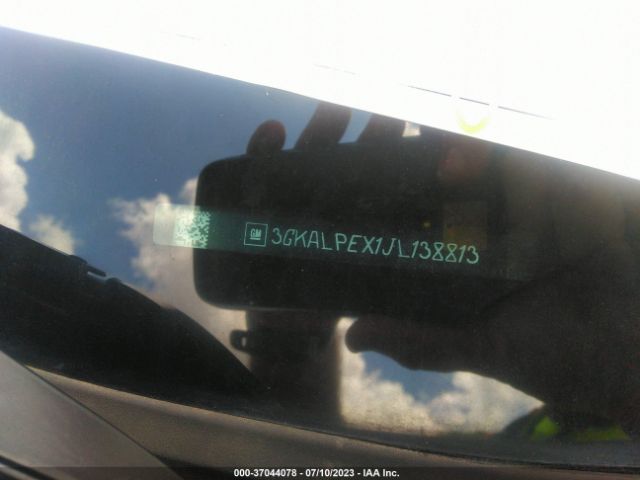 GM 3GKALPEX1JL138813
000-37044078 - 07/10/2023 - IAA Inc.